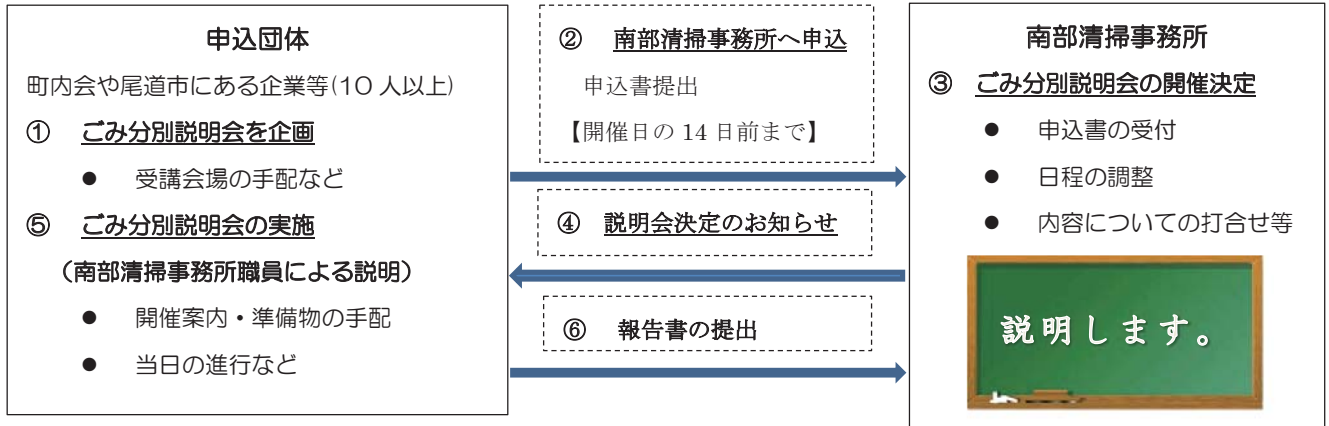 申込団体
町内会や尾道市にある企業等(10 人以上)
① ごみ分別説明会を企画
● 受講会場の手配など
⑤ ごみ分別説明会の実施
（南部清掃事務所職員による説明）
● 開催案内・準備物の手配
● 当日の進行など
② 南部清掃事務所へ申込
申込書提出
【開催日の 14 日前まで】
④ 説明会決定のお知らせ
⑥ 報告書の提出
南部清掃事務所
③ ごみ分別説明会の開催決定
● 申込書の受付
● 日程の調整
● 内容についての打合せ等
説明します。